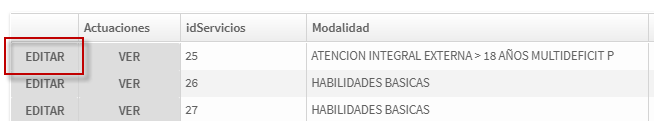 Actuaciones idServicios Modalidad
EDITAR VER 25 ATENCION INTEGRAL EXTERNA > 18 AÑOS MULTIDEFICIT P
EDITAR VER 26 HABILIDADES BASICAS
EDITAR VER 27 HABILIDADES BASICAS